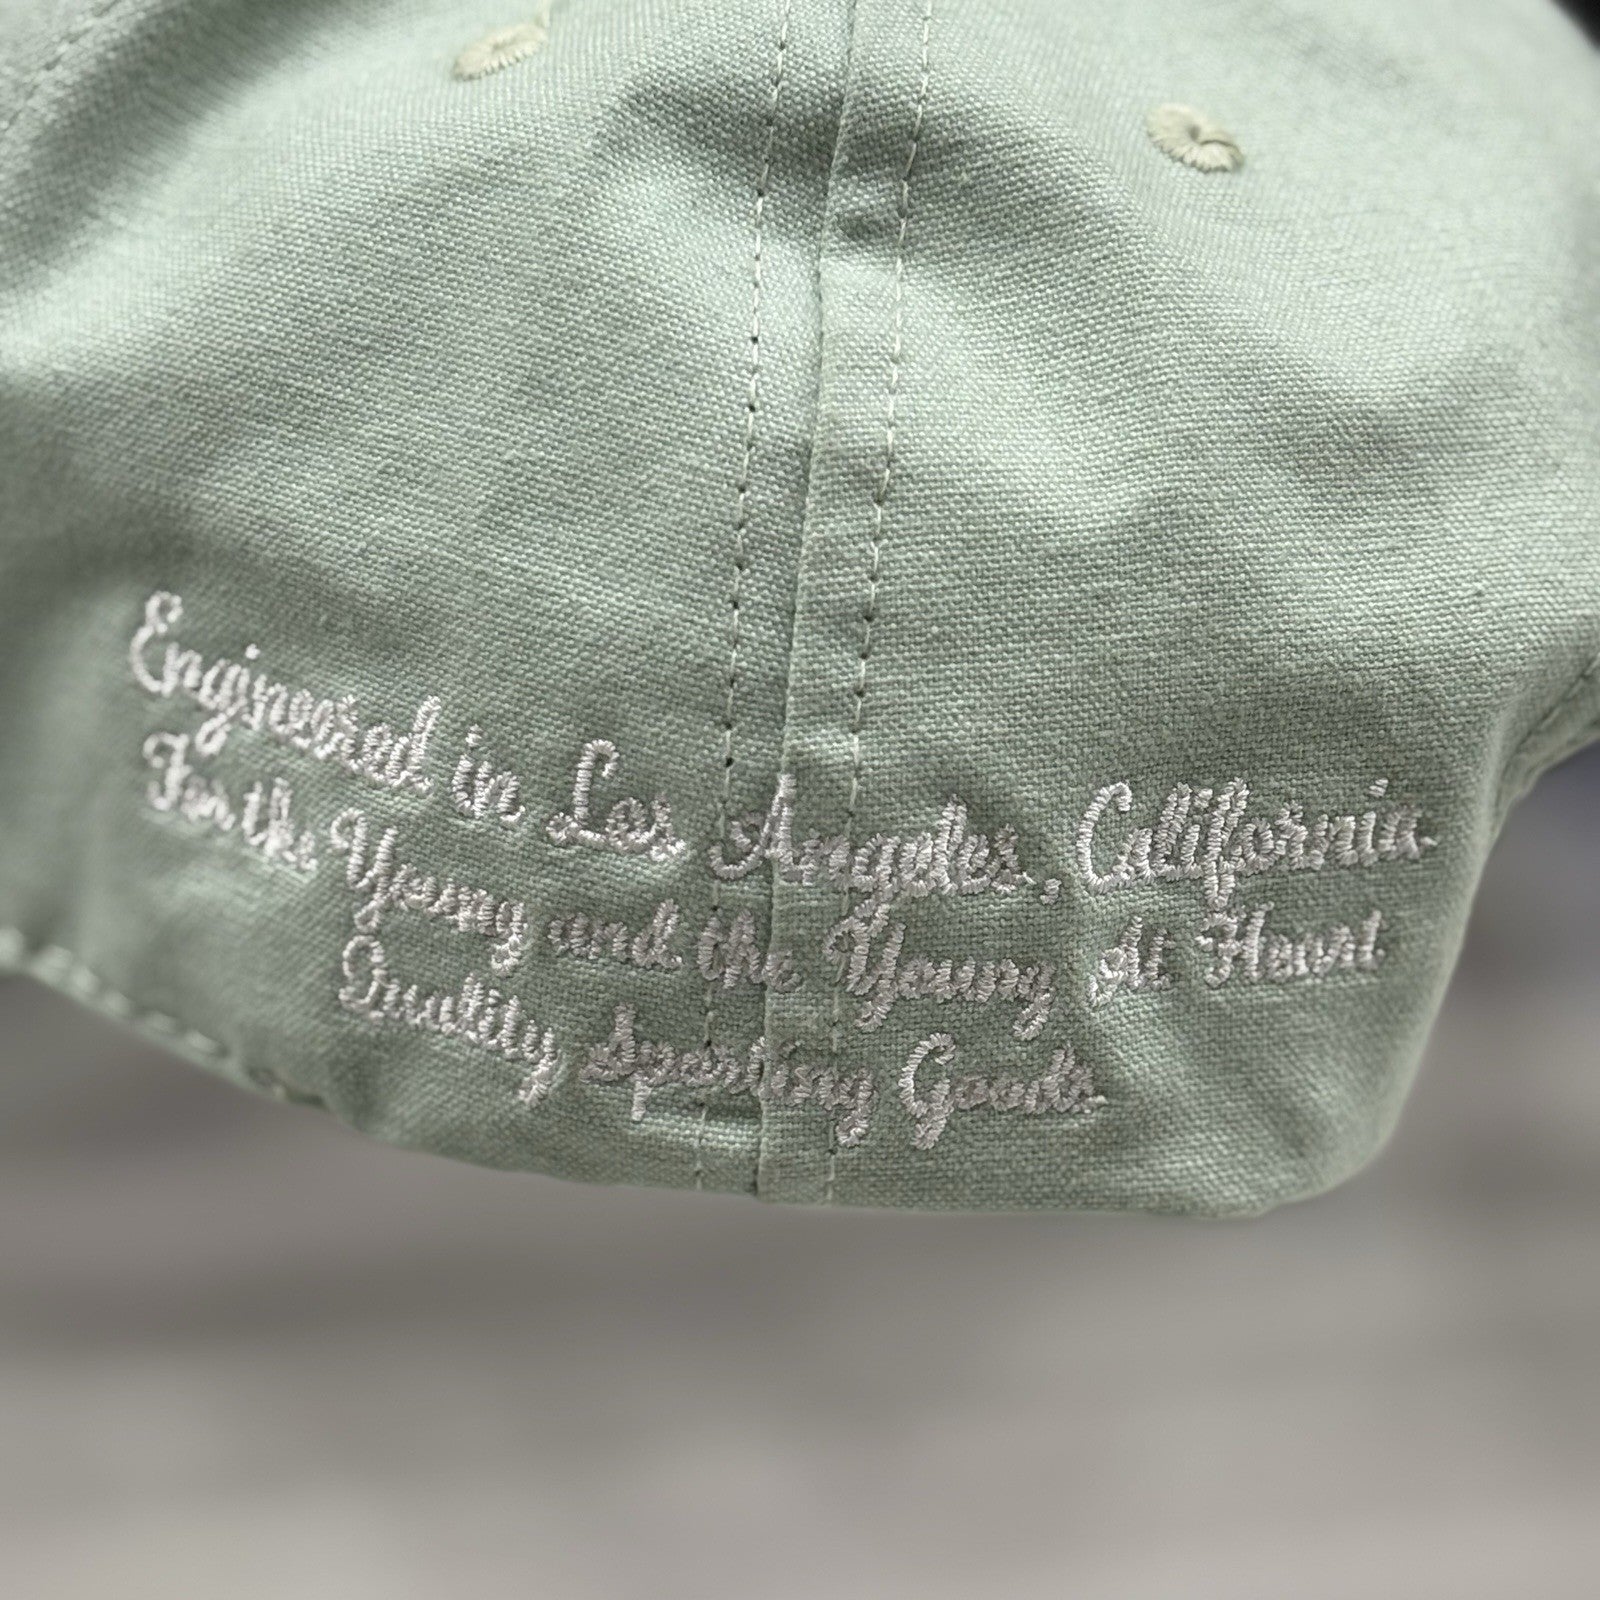 Engineered in Los Angeles, California
For the Young and the Young At Heart
Quality Sporting Goods